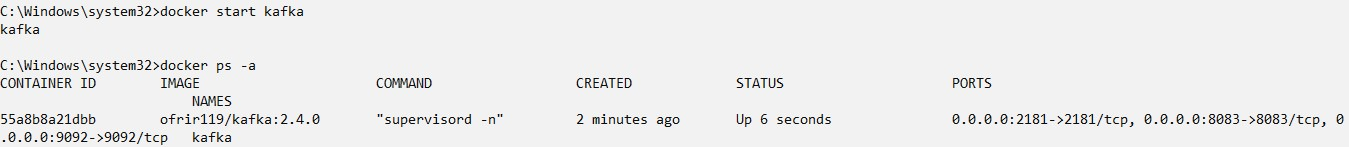 C:\Windows\system32>docker start kafka
kafka
C:\Windows\system32>docker ps -a
CONTAINER ID        IMAGE                     COMMAND                  CREATED             STATUS                     PORTS
                        NAMES
55a8b8a21dbb        ofrir119/kafka:2.4.0      "supervisord -n"         2 minutes ago       Up 6 seconds               0.0.0.0:2181->2181/tcp, 0.0.0.0:8083->8083/tcp, 0
.0.0.0:9092->9092/tcp   kafka